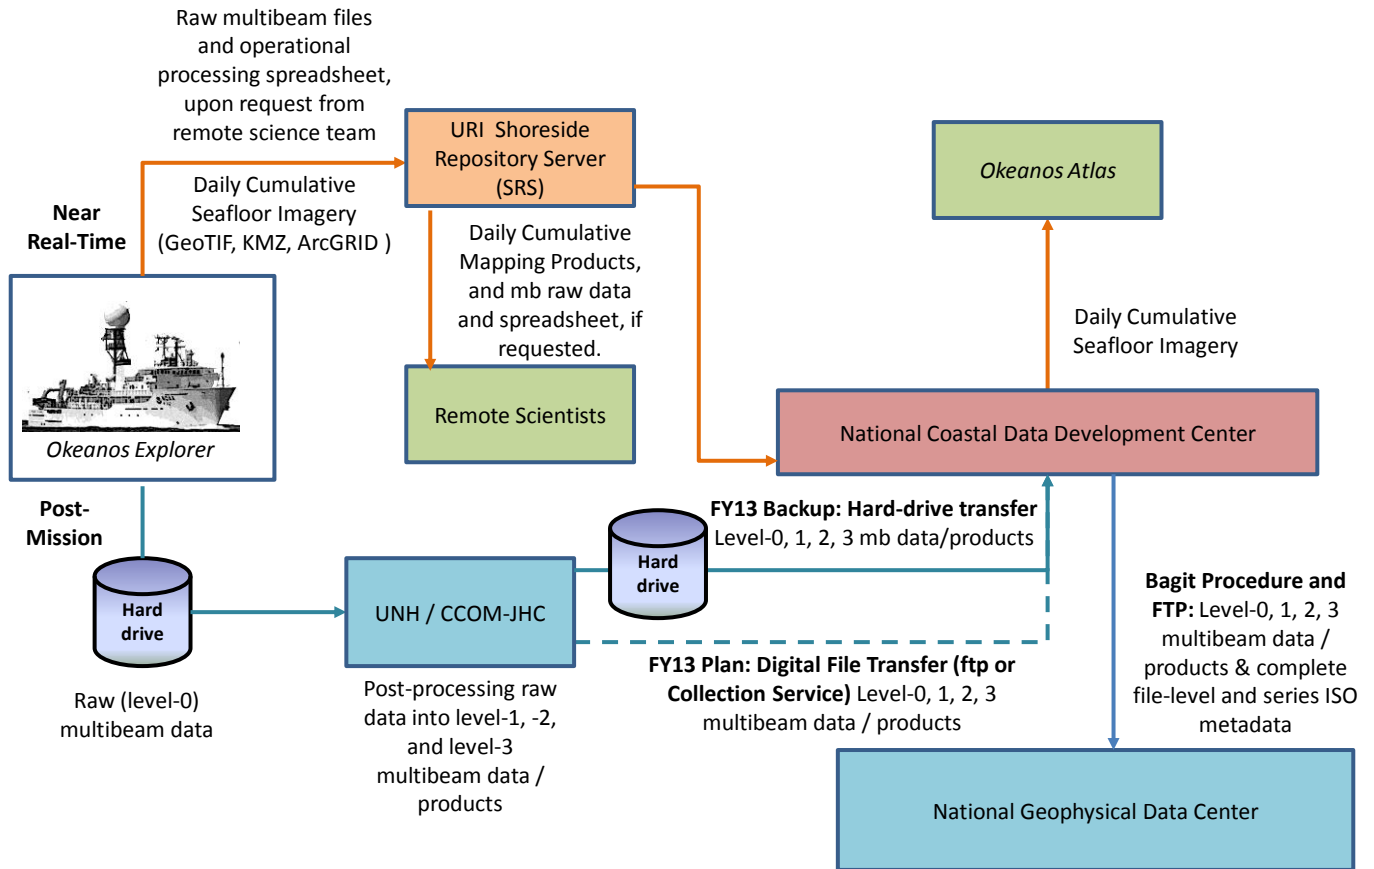 Raw multibeam files
and operational
processing spreadsheet,
upon request from
remote science team
URI Shoreside
Repository Server
(SRS)
Okeanos Atlas
Near
Real-Time
Daily Cumulative
Seafloor Imagery
(GeoTIF, KMZ, ArcGRID )
Daily Cumulative
Mapping Products,
and mb raw data
and spreadsheet, if
requested.
Daily Cumulative
Seafloor Imagery
Okeanos Explorer
Remote Scientists
National Coastal Data Development Center
Post-
Mission
FY13 Backup: Hard-drive transfer
Level-0, 1, 2, 3 mb data/products
Hard
drive
Hard
drive
UNH / CCOM-JHC
Bagit Procedure and
FTP: Level-0, 1, 2, 3
multibeam data /
products & complete
file-level and series ISO
metadata
FY13 Plan: Digital File Transfer (ftp or
Collection Service) Level-0, 1, 2, 3
multibeam data / products
Raw (level-0)
multibeam data
Post-processing raw
data into level-1, -2,
and level-3
multibeam data /
products
National Geophysical Data Center